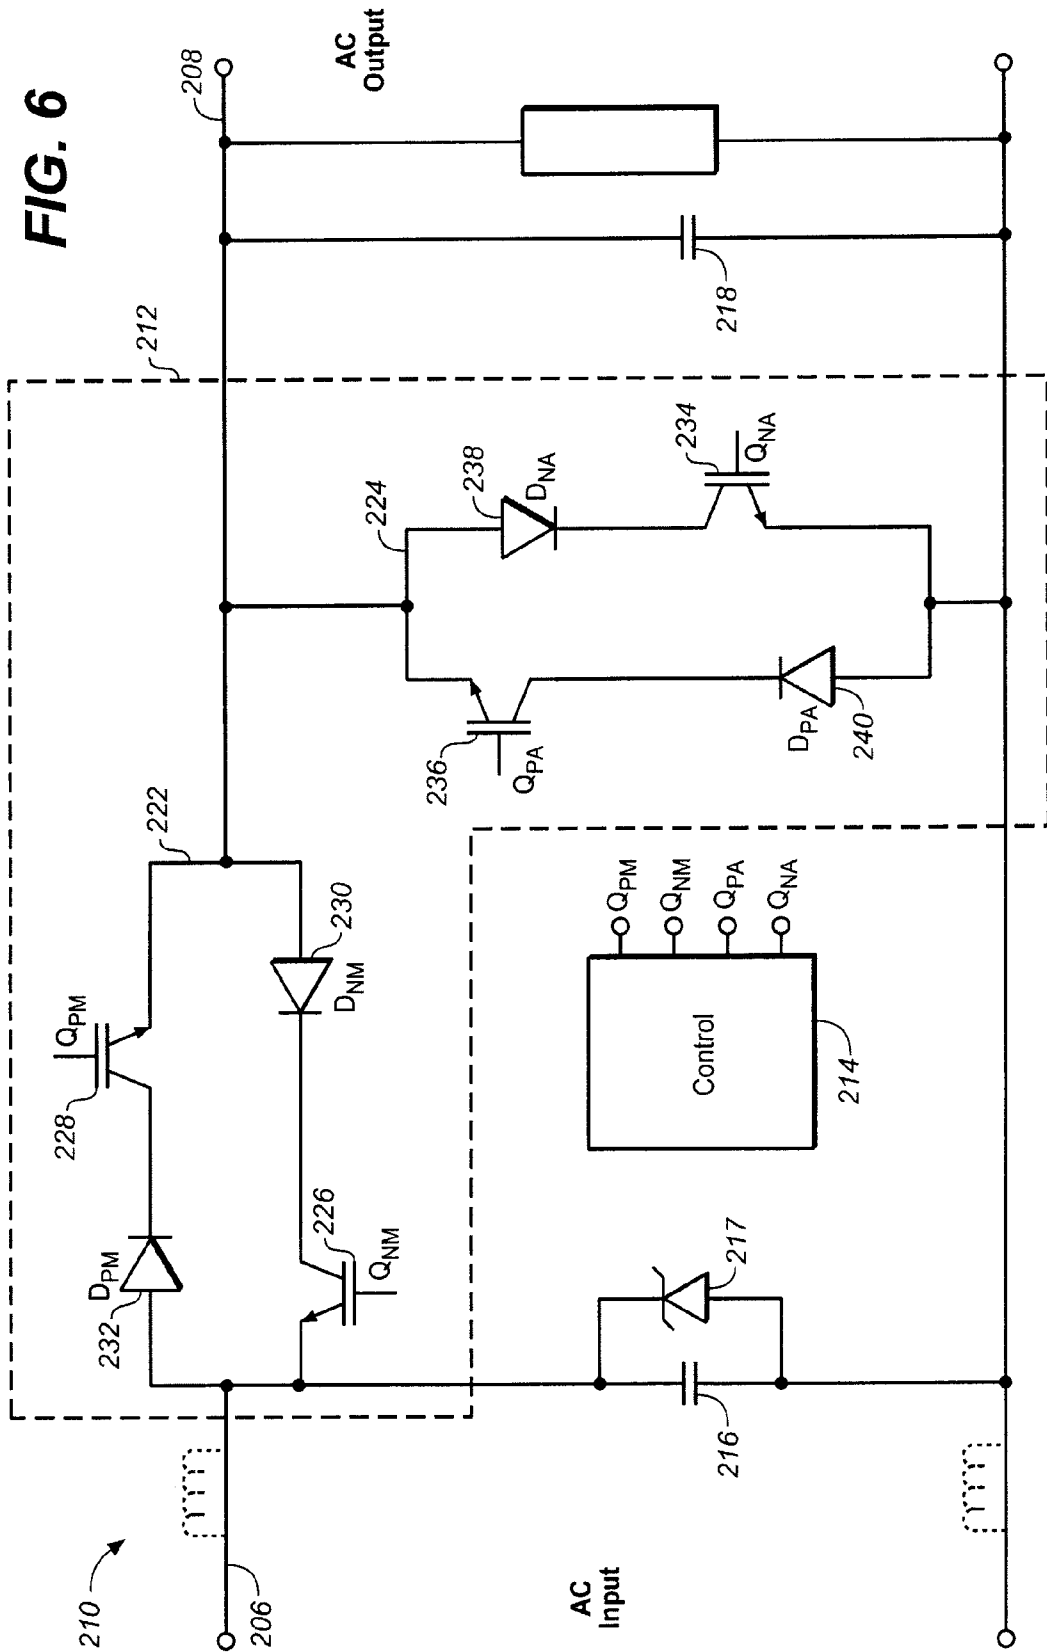 FIG. 6
210
206
AC
Input
232
D_PM
228
Q_PM
222
226
Q_NM
230
D_NM
212
208
AC
Output
216
217
Control
214
Q_PM
Q_NM
Q_PA
Q_NA
236
Q_PA
D_PA
240
224
238
D_NA
234
Q_NA
218